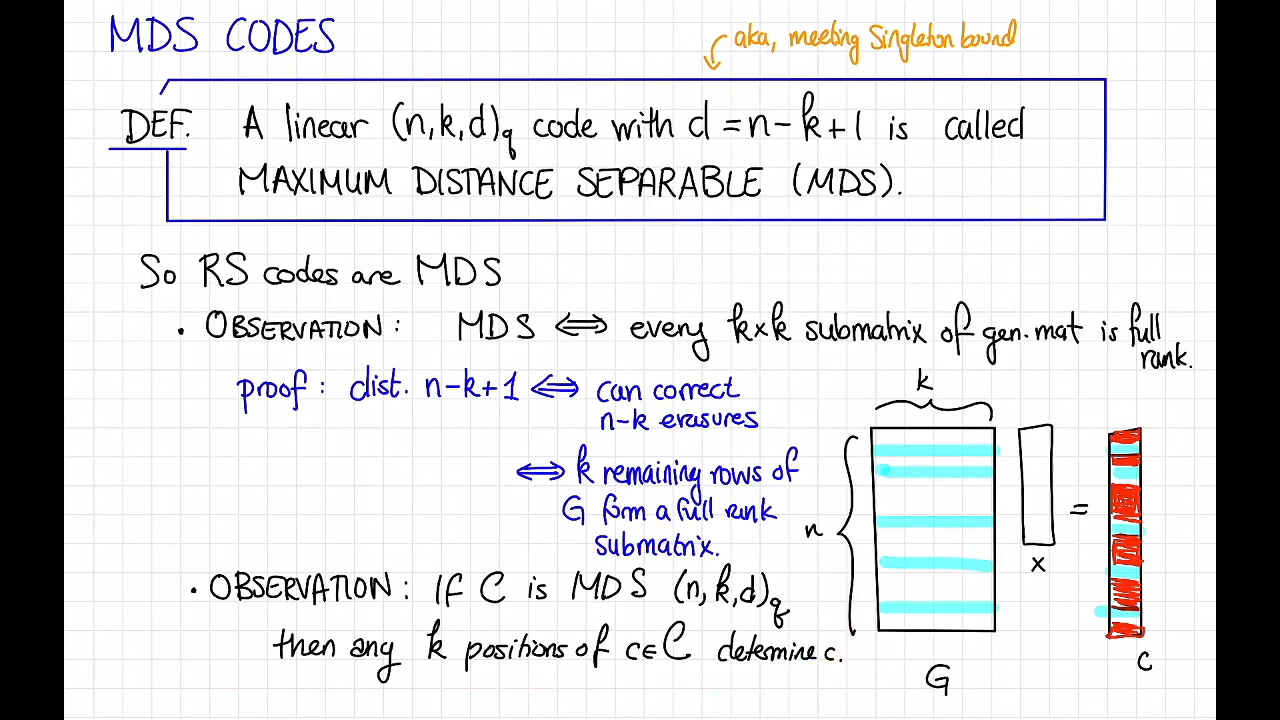 MDS CODES
aka, meeting Singleton bound
DEF. A linear (n,k,d)_q code with d = n-k+1 is called
MAXIMUM DISTANCE SEPARABLE (MDS).
So RS codes are MDS
• OBSERVATION: MDS ⇔ every k×k submatrix of gen. mat is full
rank.
proof: dist. n-k+1 ⇔ can correct
n-k erasures
⇔ k remaining rows of
G form a full rank
submatrix.
k
n
=
x
G
c
• OBSERVATION: If C is MDS (n,k,d)_q
then any k positions of c∈C determine c.